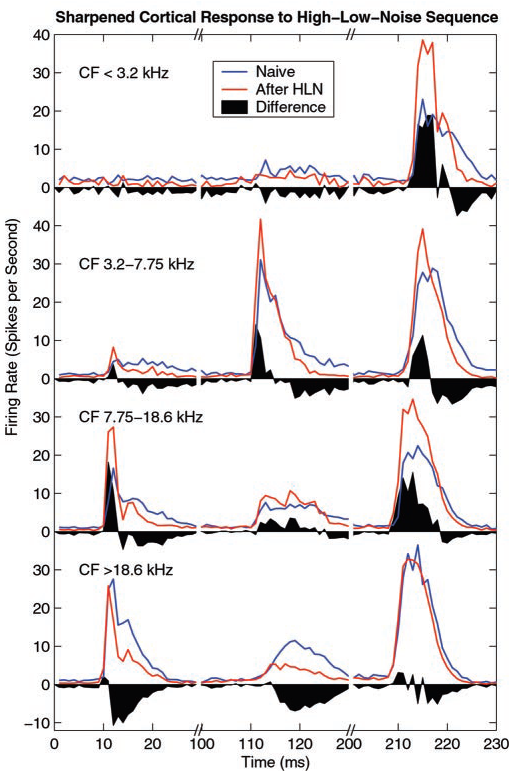 Sharpened Cortical Response to High−Low−Noise Sequence
40
30
20
10
0
CF < 3.2 kHz
Naive
After HLN
Difference
40
30
20
10
0
CF 3.2−7.75 kHz
30
20
10
0
CF 7.75−18.6 kHz
30
20
10
0
−10
CF >18.6 kHz
Firing Rate (Spikes per Second)
0 10 20 100 110 120 200 210 220 230
Time (ms)